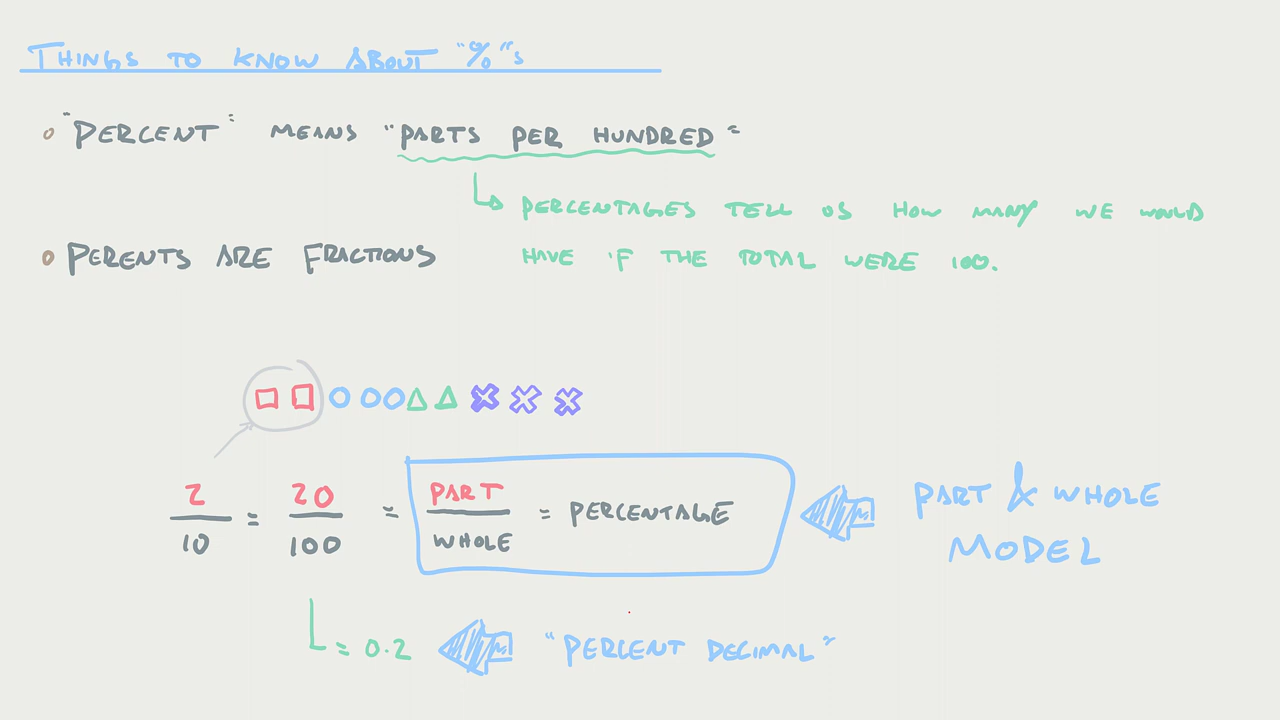 THINGS TO KNOW ABOUT "%"s
"PERCENT" MEANS "PARTS PER HUNDRED"
PERCENTAGES TELL US HOW MANY WE WOULD
HAVE IF THE TOTAL WERE 100.
PERENTS ARE FRACTIONS
2/10 = 20/100 = PART/WHOLE = PERCENTAGE
PART & WHOLE
MODEL
= 0.2
"PERCENT DECIMAL"